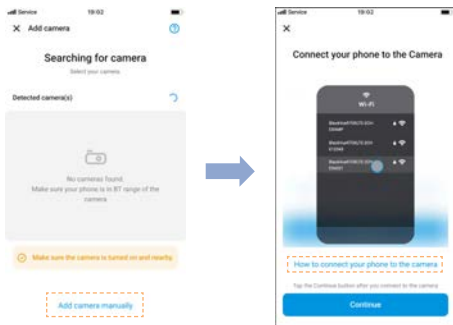 Service
19:02
Add camera
Searching for camera
Select your camera.
Detected camera(s)
No cameras found.
Make sure your phone is in BT range of the
camera
Make sure the camera is turned on and nearby.
Add camera manually
Service
19:02
Connect your phone to the Camera
Wi-Fi
How to connect your phone to the camera
Tap the Continue button after you connect to the camera
Continue